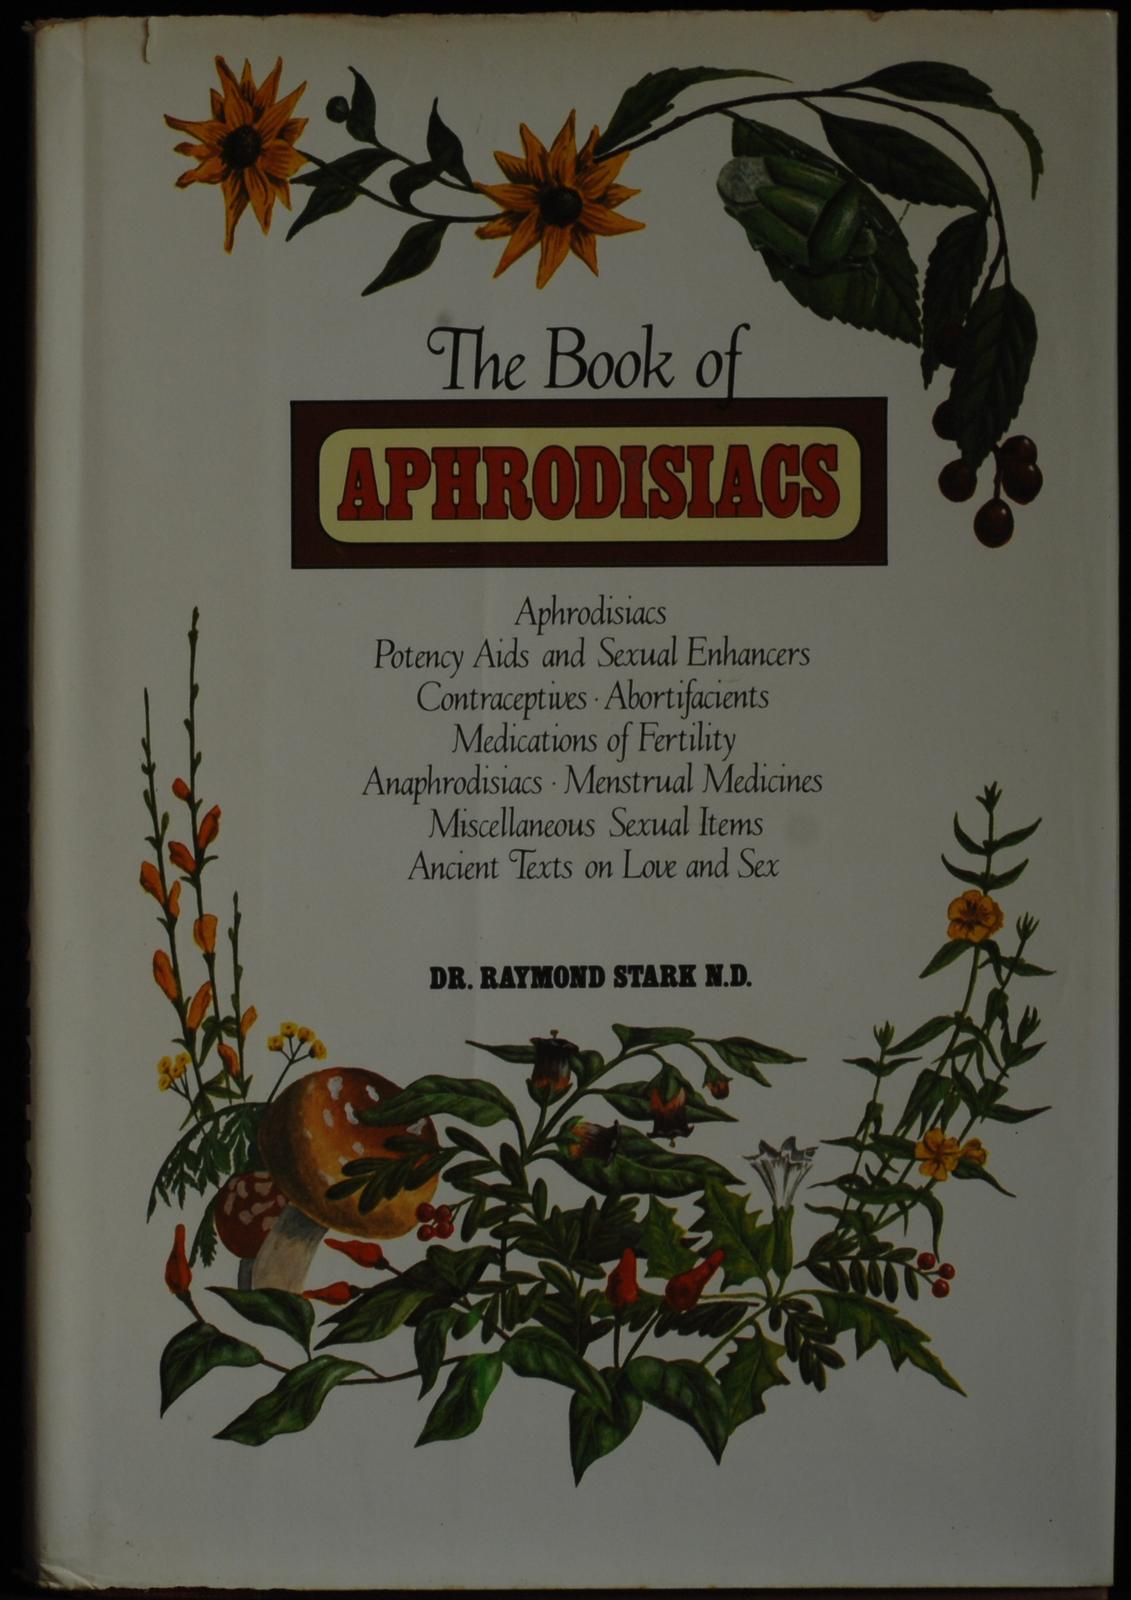 The Book of
APHRODISIACS
Aphrodisiacs
Potency Aids and Sexual Enhancers
Contraceptives · Abortifacients
Medications of Fertility
Anaphrodisiacs · Menstrual Medicines
Miscellaneous Sexual Items
Ancient Texts on Love and Sex
DR. RAYMOND STARK N.D.